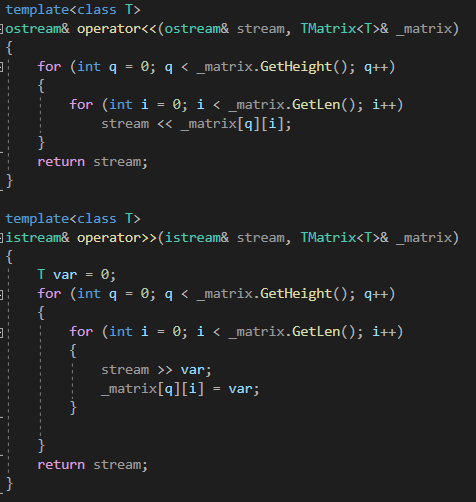 template<class T>
ostream& operator<<(ostream& stream, TMatrix<T>& _matrix)
{
    for (int q = 0; q < _matrix.GetHeight(); q++)
    {
        for (int i = 0; i < _matrix.GetLen(); i++)
            stream << _matrix[q][i];
    }
    return stream;
}

template<class T>
istream& operator>>(istream& stream, TMatrix<T>& _matrix)
{
    T var = 0;
    for (int q = 0; q < _matrix.GetHeight(); q++)
    {
        for (int i = 0; i < _matrix.GetLen(); i++)
        {
            stream >> var;
            _matrix[q][i] = var;
        }

    }
    return stream;
}